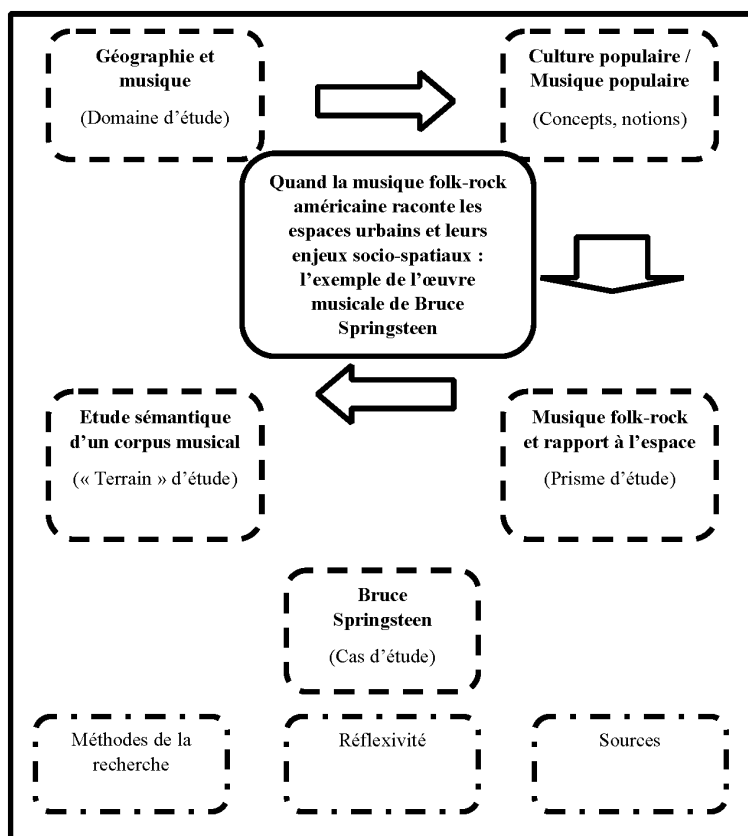 Géographie et
musique
(Domaine d’étude)
Culture populaire /
Musique populaire
(Concepts, notions)
Quand la musique folk-rock
américaine raconte les
espaces urbains et leurs
enjeux socio-spatiaux :
l’exemple de l’œuvre
musicale de Bruce
Springsteen
Etude sémantique
d’un corpus musical
(« Terrain » d’étude)
Musique folk-rock
et rapport à l’espace
(Prisme d’étude)
Bruce
Springsteen
(Cas d’étude)
Méthodes de la
recherche
Réflexivité
Sources